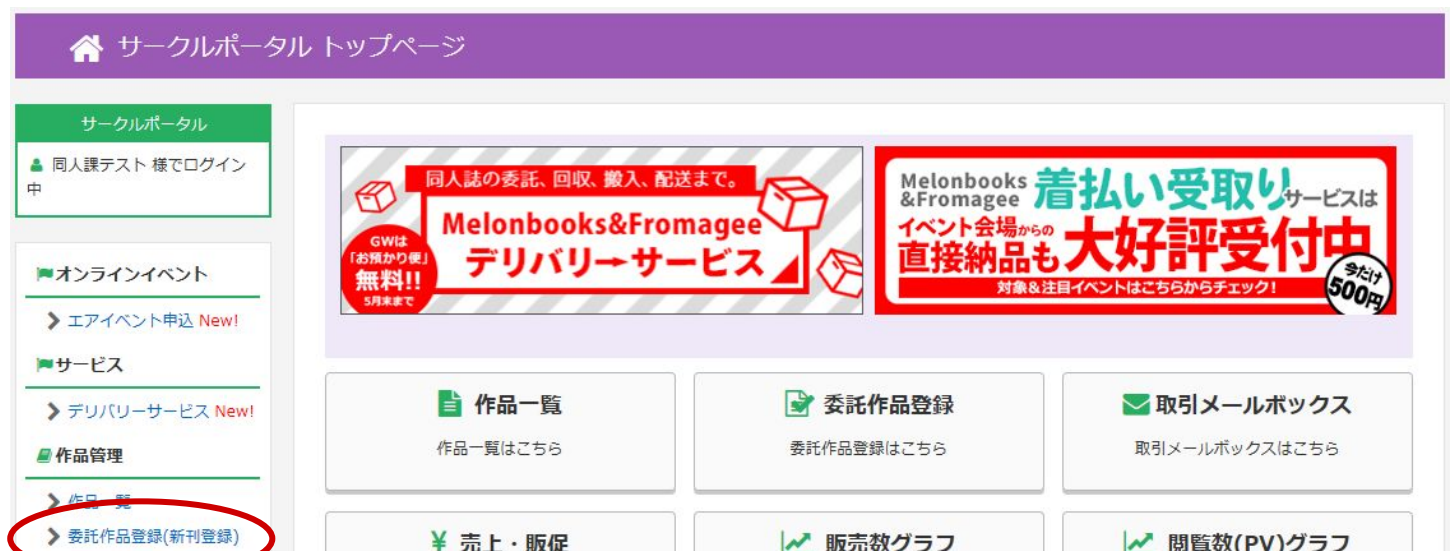 サークルポータル トップページ
サークルポータル
同人課テスト 様でログイン
中
オンラインイベント
エアイベント申込 New!
サービス
デリバリーサービス New!
作品管理
作品一覧
委託作品登録(新刊登録)
同人誌の委託、回収、搬入、配送まで。
Melonbooks&Fromagee
デリバリーサービス
GWは
「お預かり便」
無料!!
5月末まで
Melonbooks
&Fromagee
着払い受取りサービスは
イベント会場からの
直接納品も
大好評受付中
対象&注目イベントはこちらからチェック!
今だけ
500円
作品一覧
作品一覧はこちら
委託作品登録
委託作品登録はこちら
取引メールボックス
取引メールボックスはこちら
¥ 売上・販促
販売数グラフ
閲覧数(PV)グラフ